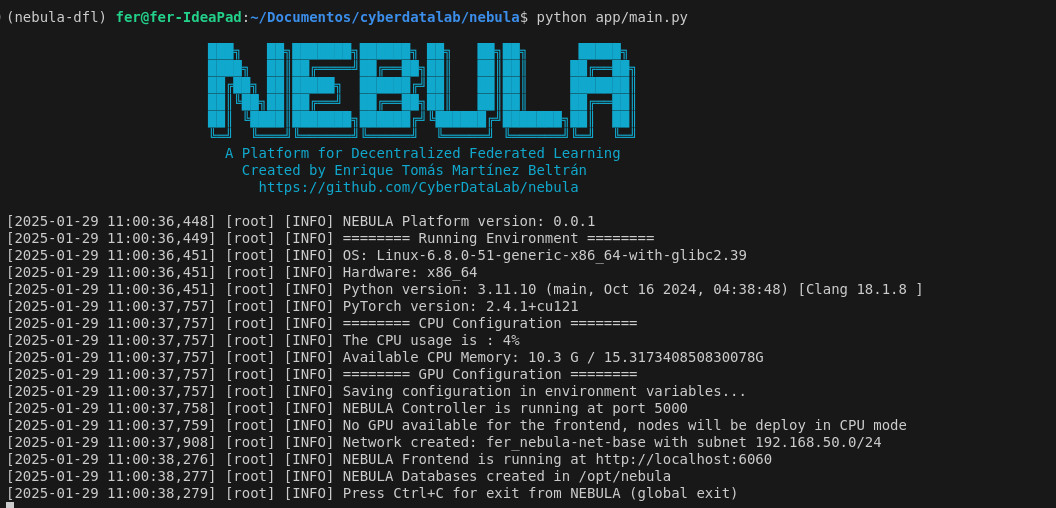 (nebula-dfl) fer@fer-IdeaPad:~/Documentos/cyberdatalab/nebula$ python app/main.py
NEBULA
A Platform for Decentralized Federated Learning
Created by Enrique Tomás Martínez Beltrán
https://github.com/CyberDataLab/nebula
[2025-01-29 11:00:36,448] [root] [INFO] NEBULA Platform version: 0.0.1
[2025-01-29 11:00:36,449] [root] [INFO] ======== Running Environment ========
[2025-01-29 11:00:36,451] [root] [INFO] OS: Linux-6.8.0-51-generic-x86_64-with-glibc2.39
[2025-01-29 11:00:36,451] [root] [INFO] Hardware: x86_64
[2025-01-29 11:00:36,451] [root] [INFO] Python version: 3.11.10 (main, Oct 16 2024, 04:38:48) [Clang 18.1.8 ]
[2025-01-29 11:00:37,757] [root] [INFO] PyTorch version: 2.4.1+cu121
[2025-01-29 11:00:37,757] [root] [INFO] ======== CPU Configuration ========
[2025-01-29 11:00:37,757] [root] [INFO] The CPU usage is : 4%
[2025-01-29 11:00:37,757] [root] [INFO] Available CPU Memory: 10.3 G / 15.317340850830078G
[2025-01-29 11:00:37,757] [root] [INFO] ======== GPU Configuration ========
[2025-01-29 11:00:37,757] [root] [INFO] Saving configuration in environment variables...
[2025-01-29 11:00:37,758] [root] [INFO] NEBULA Controller is running at port 5000
[2025-01-29 11:00:37,759] [root] [INFO] No GPU available for the frontend, nodes will be deploy in CPU mode
[2025-01-29 11:00:37,908] [root] [INFO] Network created: fer_nebula-net-base with subnet 192.168.50.0/24
[2025-01-29 11:00:38,276] [root] [INFO] NEBULA Frontend is running at http://localhost:6060
[2025-01-29 11:00:38,277] [root] [INFO] NEBULA Databases created in /opt/nebula
[2025-01-29 11:00:38,279] [root] [INFO] Press Ctrl+C for exit from NEBULA (global exit)